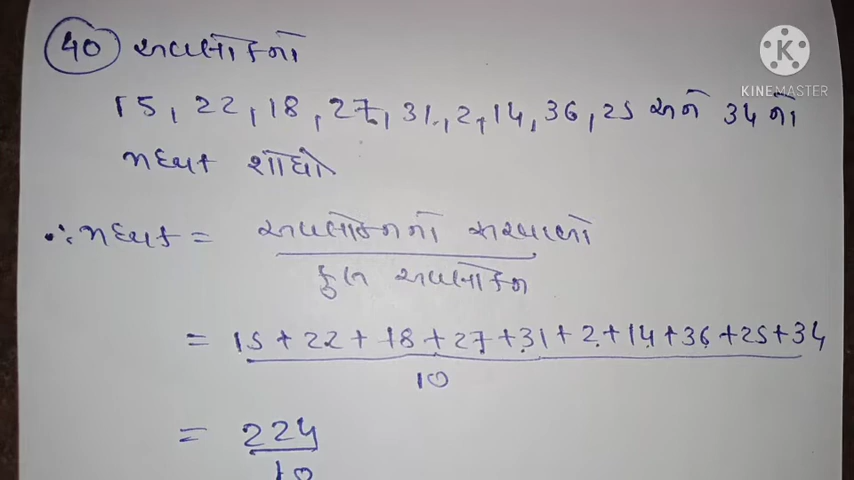 40 અવલોકનો
K
KINEMASTER
15, 22, 18, 27, 31, 2, 14, 36, 25 અને 34 નો
મધ્યક શોધો
∴ મધ્યક = અવલોકનનો સરવાળો
કુલ અવલોકન
= 15 + 22 + 18 + 27 + 31 + 2 + 14 + 36 + 25 + 34
10
= 224
10